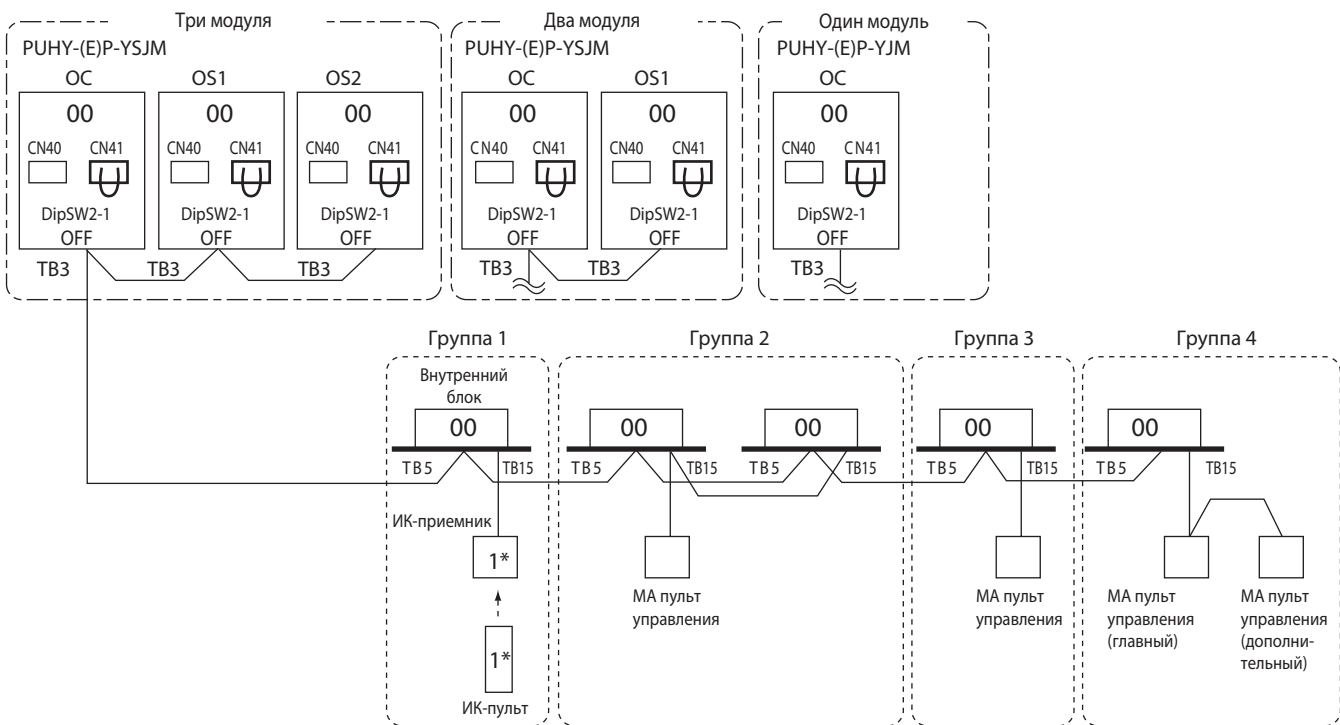 Три модуля
Два модуля
Один модуль
PUHY-(E)P-YSJM
PUHY-(E)P-YSJM
PUHY-(E)P-YJM
OC OS1 OS2
OC OS1
OC
00 00 00
00 00
00
CN40 CN41 CN40 CN41 CN40 CN41
CN40 CN41 CN40 CN41
CN40 CN41
DipSW2-1 DipSW2-1 DipSW2-1
DipSW2-1 DipSW2-1
DipSW2-1
OFF OFF OFF
OFF OFF
OFF
TB3 TB3 TB3
TB3 TB3
TB3
Группа 1
Группа 2
Группа 3
Группа 4
Внутренний
блок
00
00 00
00
00
TB5 TB15
TB5 TB15 TB5 TB15
TB5 TB15
TB5 TB15
ИК-приемник
1*
1*
ИК-пульт
МА пульт
управления
МА пульт
управления
МА пульт
управления
(главный)
МА пульт
управления
(дополни-
тельный)